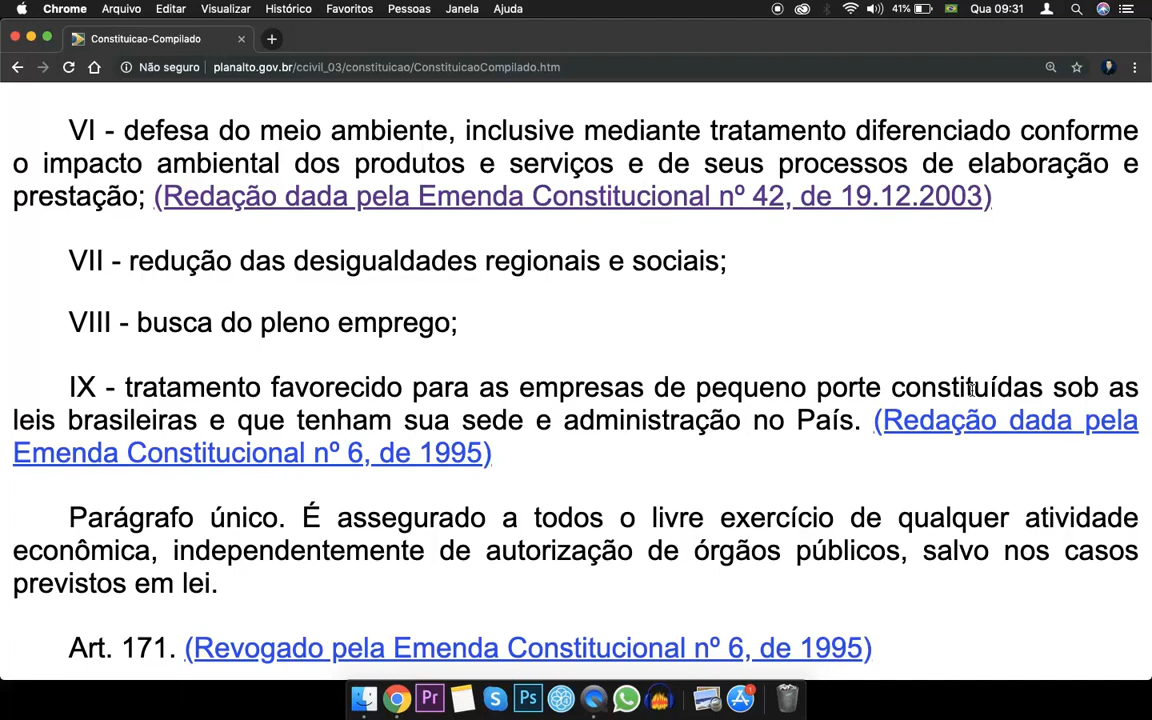 Chrome Arquivo Editar Visualizar Histórico Favoritos Pessoas Janela Ajuda 41% Qua 09:31
Constituicao-Compilado
Não seguro planalto.gov.br/ccivil_03/constituicao/ConstituicaoCompilado.htm
VI - defesa do meio ambiente, inclusive mediante tratamento diferenciado conforme
o impacto ambiental dos produtos e serviços e de seus processos de elaboração e
prestação; (Redação dada pela Emenda Constitucional nº 42, de 19.12.2003)
VII - redução das desigualdades regionais e sociais;
VIII - busca do pleno emprego;
IX - tratamento favorecido para as empresas de pequeno porte constituídas sob as
leis brasileiras e que tenham sua sede e administração no País. (Redação dada pela
Emenda Constitucional nº 6, de 1995)
Parágrafo único. É assegurado a todos o livre exercício de qualquer atividade
econômica, independentemente de autorização de órgãos públicos, salvo nos casos
previstos em lei.
Art. 171. (Revogado pela Emenda Constitucional nº 6, de 1995)
Pr Ps 1